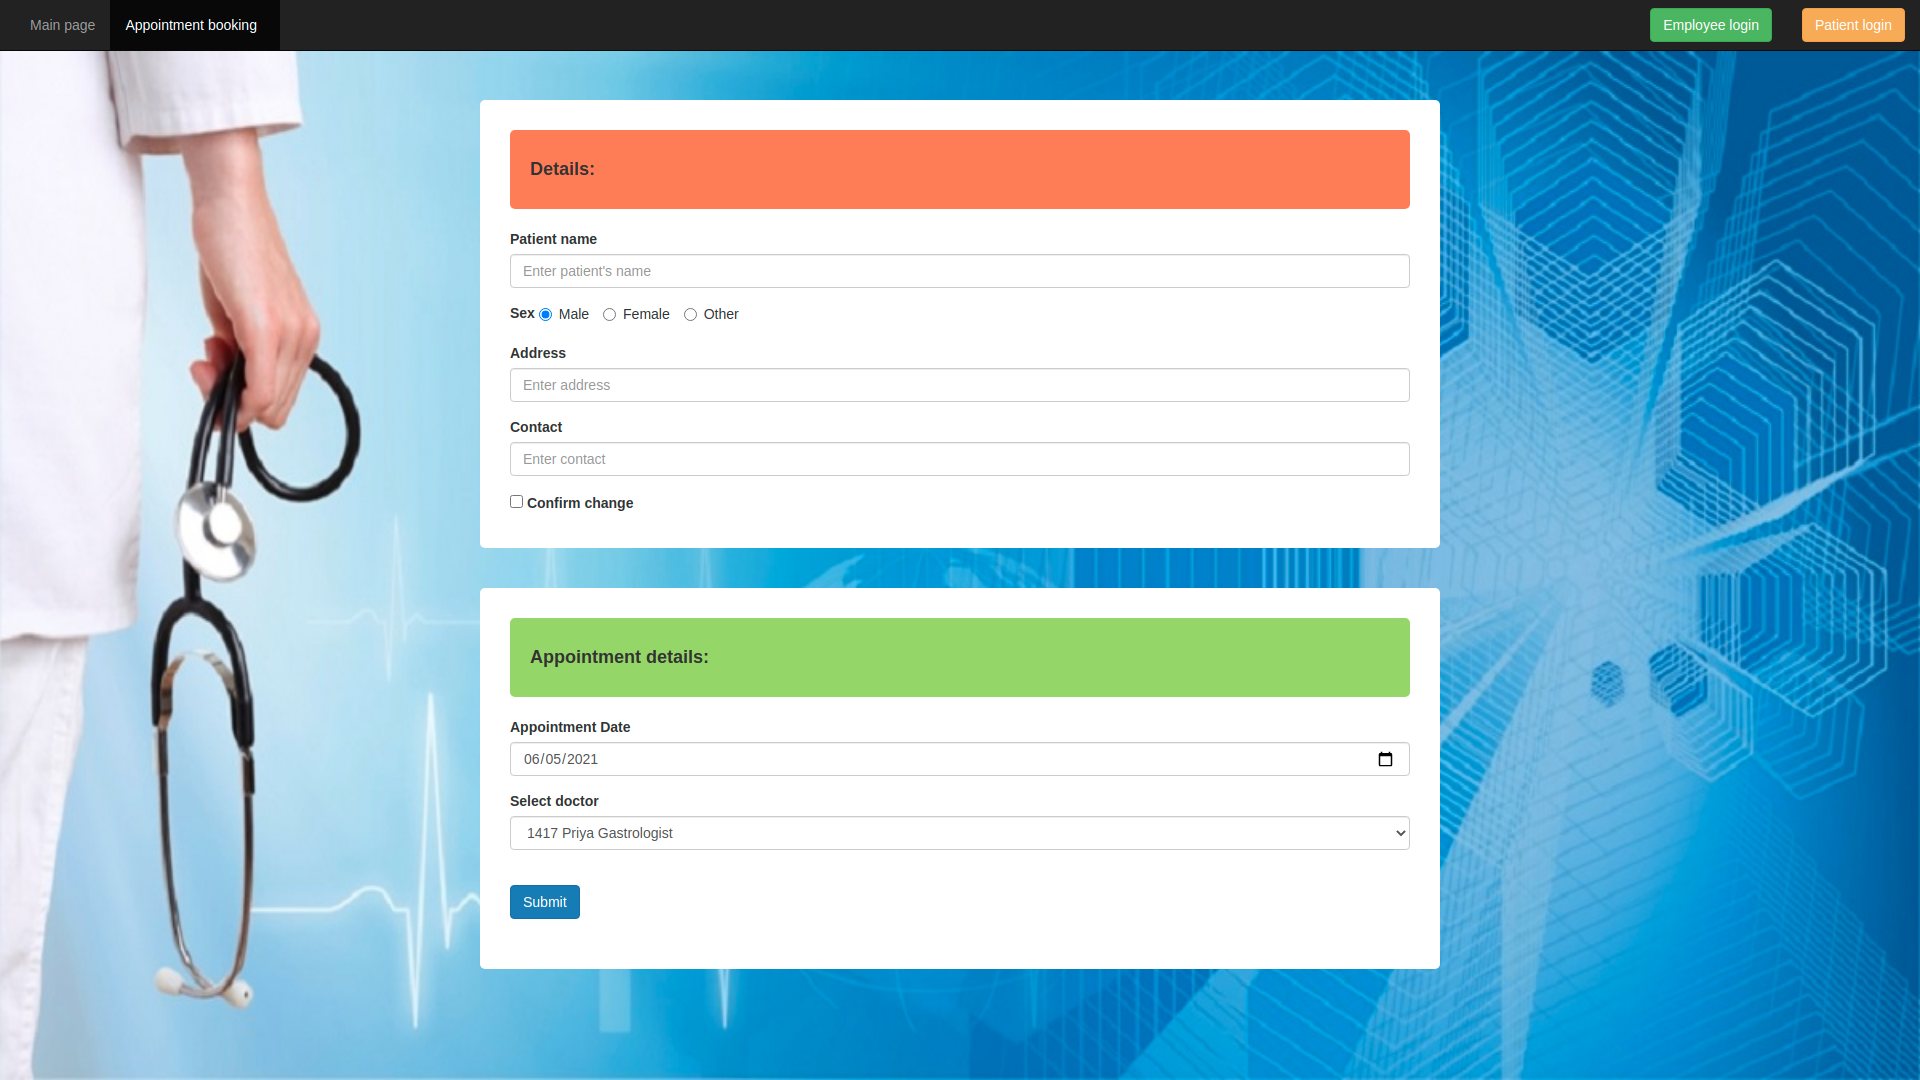 Main page
Appointment booking
Employee login
Patient login
Details:
Patient name
Enter patient's name
Sex Male Female Other
Address
Enter address
Contact
Enter contact
Confirm change
Appointment details:
Appointment Date
06/05/2021
Select doctor
1417 Priya Gastrologist
Submit